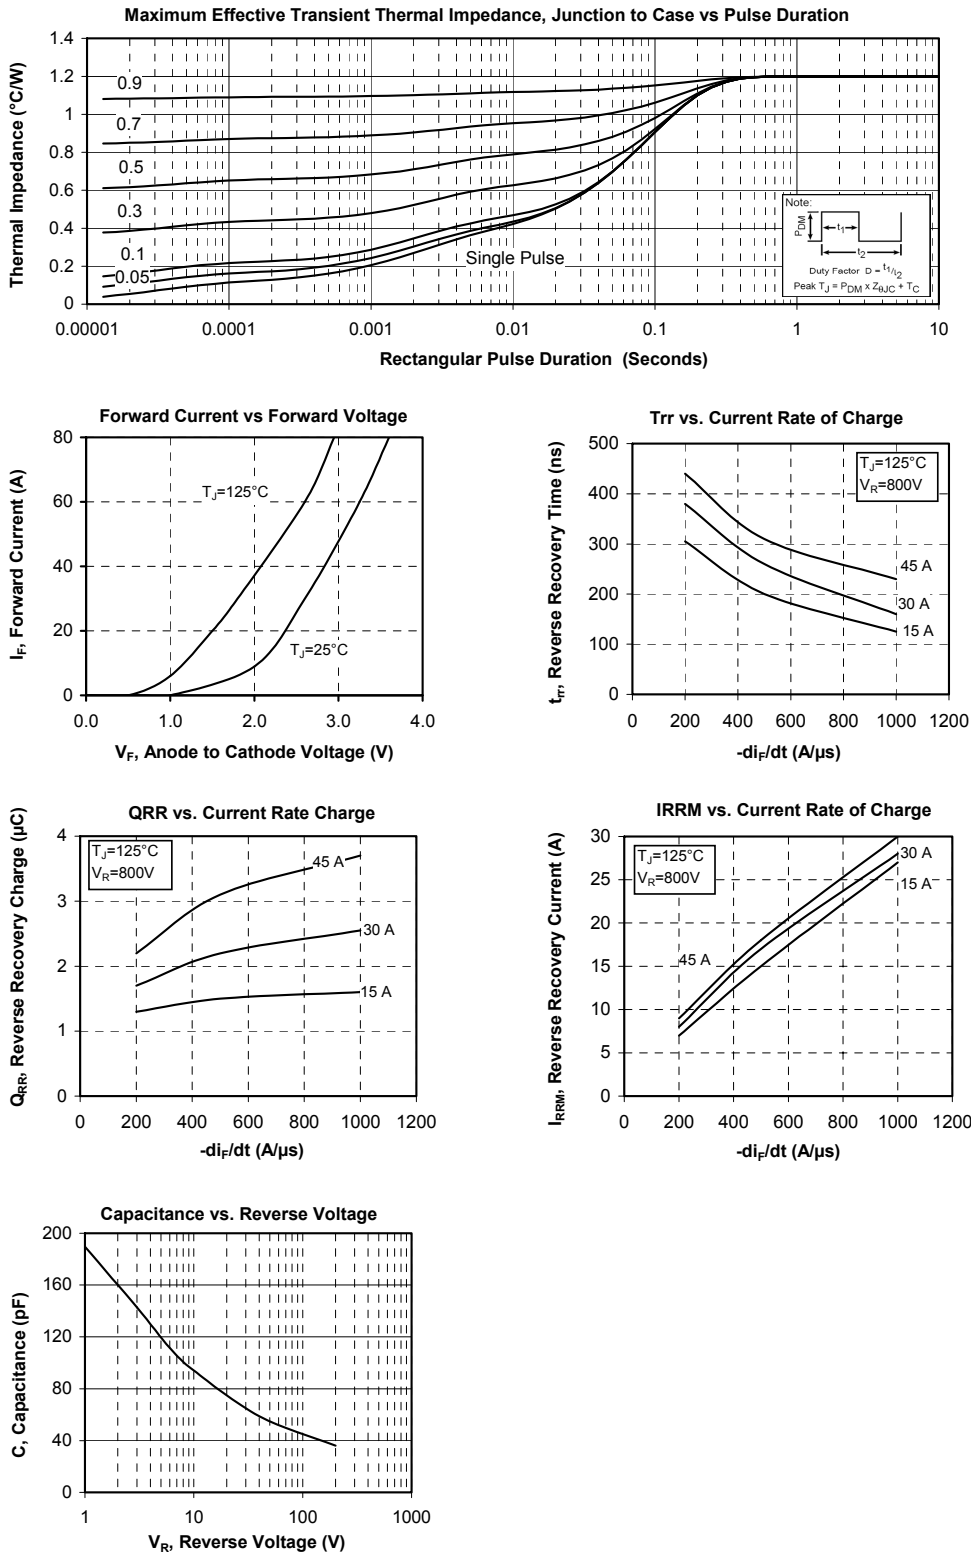 Maximum Effective Transient Thermal Impedance, Junction to Case vs Pulse Duration
Thermal Impedance (°C/W)
1.4
1.2
1
0.8
0.6
0.4
0.2
0
0.9
0.7
0.5
0.3
0.1
0.05
Single Pulse
Note:
PDM
t1
t2
Duty Factor D = t1/t2
Peak TJ = PDM x ZθJC + TC
0.00001 0.0001 0.001 0.01 0.1 1 10
Rectangular Pulse Duration (Seconds)
Forward Current vs Forward Voltage
IF, Forward Current (A)
80
60
40
20
0
TJ=125°C
TJ=25°C
0.0 1.0 2.0 3.0 4.0
VF, Anode to Cathode Voltage (V)
Trr vs. Current Rate of Charge
trr, Reverse Recovery Time (ns)
500
400
300
200
100
0
TJ=125°C
VR=800V
45 A
30 A
15 A
0 200 400 600 800 1000 1200
-diF/dt (A/µs)
QRR vs. Current Rate Charge
QRR, Reverse Recovery Charge (µC)
4
3
2
1
0
TJ=125°C
VR=800V
45 A
30 A
15 A
0 200 400 600 800 1000 1200
-diF/dt (A/µs)
IRRM vs. Current Rate of Charge
IRRM, Reverse Recovery Current (A)
30
25
20
15
10
5
0
TJ=125°C
VR=800V
30 A
15 A
45 A
0 200 400 600 800 1000 1200
-diF/dt (A/µs)
Capacitance vs. Reverse Voltage
C, Capacitance (pF)
200
160
120
80
40
0
1 10 100 1000
VR, Reverse Voltage (V)